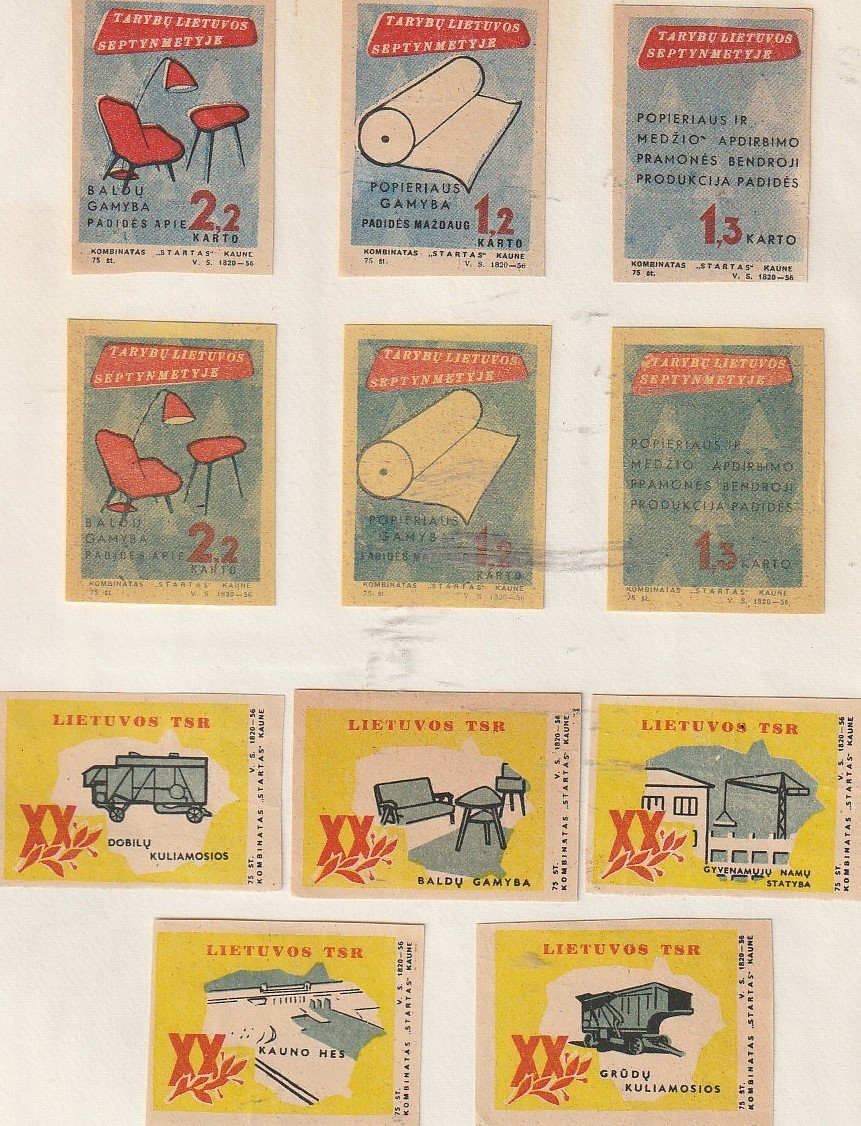 TARYBŲ LIETUVOS
SEPTYNMETYJE
BALDŲ
GAMYBA
PADIDĖS APIE 2,2
KARTO
KOMBINATAS „STARTAS" KAUNE
75 št. V. S. 1820—56
TARYBŲ LIETUVOS
SEPTYNMETYJE
POPIERIAUS
GAMYBA
PADIDĖS MAŽDAUG 1,2
KARTO
KOMBINATAS „STARTAS" KAUNE
75 št. V. S. 1820—56
TARYBŲ LIETUVOS
SEPTYNMETYJE
POPIERIAUS IR
MEDŽIO APDIRBIMO
PRAMONĖS BENDROJI
PRODUKCIJA PADIDĖS
1,3 KARTO
KOMBINATAS „STARTAS" KAUNE
75 št. V. S. 1820—56
TARYBŲ LIETUVOS
SEPTYNMETYJE
BALDŲ
GAMYBA
PADIDĖS APIE 2,2
KARTO
KOMBINATAS „STARTAS" KAUNE
75 št. V. S. 1820—56
TARYBŲ LIETUVOS
SEPTYNMETYJE
POPIERIAUS
GAMYBA
PADIDĖS 1,2
KARTO
KOMBINATAS „STARTAS" KAUNE
75 št. V. S. 1820—56
TARYBŲ LIETUVOS
SEPTYNMETYJE
POPIERIAUS IR
MEDŽIO APDIRBIMO
PRAMONĖS BENDROJI
PRODUKCIJA PADIDĖS
1,3 KARTO
KOMBINATAS „STARTAS" KAUNE
75 št. V. S. 1820—56
LIETUVOS TSR
XX
DOBILŲ
KULIAMOSIOS
75 ST. V. S. 1820—56
KOMBINATAS „STARTAS" KAUNE
LIETUVOS TSR
XX
BALDŲ GAMYBA
75 ST. V. S. 1820—56
KOMBINATAS „STARTAS" KAUNE
LIETUVOS TSR
XX
GYVENAMŲJŲ NAMŲ
STATYBA
75 ST. V. S. 1820—56
KOMBINATAS „STARTAS" KAUNE
LIETUVOS TSR
XX
KAUNO HES
75 ST. V. S. 1820—56
KOMBINATAS „STARTAS" KAUNE
LIETUVOS TSR
XX
GRŪDŲ
KULIAMOSIOS
75 ST. V. S. 1820—56
KOMBINATAS „STARTAS" KAUNE